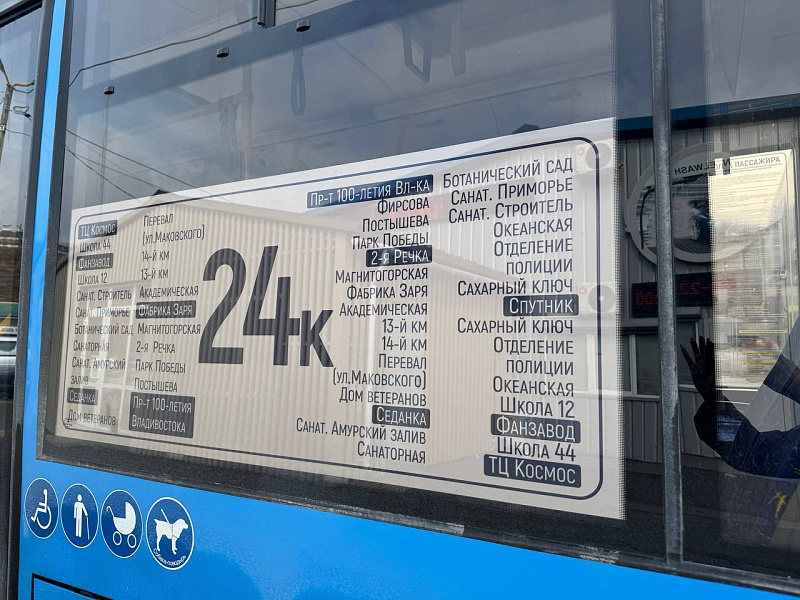 ТЦ Космос
Школа 44
Фанзавод
Школа 12
Санат. Строитель
Санат. Приморье
Ботанический сад
Санаторная
Санат. Амурский
залив
Седанка
Дом ветеранов
Перевал
(ул.Маковского)
14-й км
13-й км
Академическая
Фабрика Заря
Магнитогорская
2-я Речка
Парк Победы
Постышева
Пр-т 100-летия
Владивостока
24к
Пр-т 100-летия Вл-ка
Фирсова
Постышева
Парк Победы
2-я Речка
Магнитогорская
Фабрика Заря
Академическая
13-й км
14-й км
Перевал
(ул.Маковского)
Дом ветеранов
Седанка
Санат. Амурский залив
Санаторная
Ботанический сад
Санат. Приморье
Санат. Строитель
Океанская
Отделение
полиции
Сахарный ключ
Спутник
Сахарный ключ
Отделение
полиции
Океанская
Школа 12
Фанзавод
Школа 44
ТЦ Космос
ПАССАЖИРА